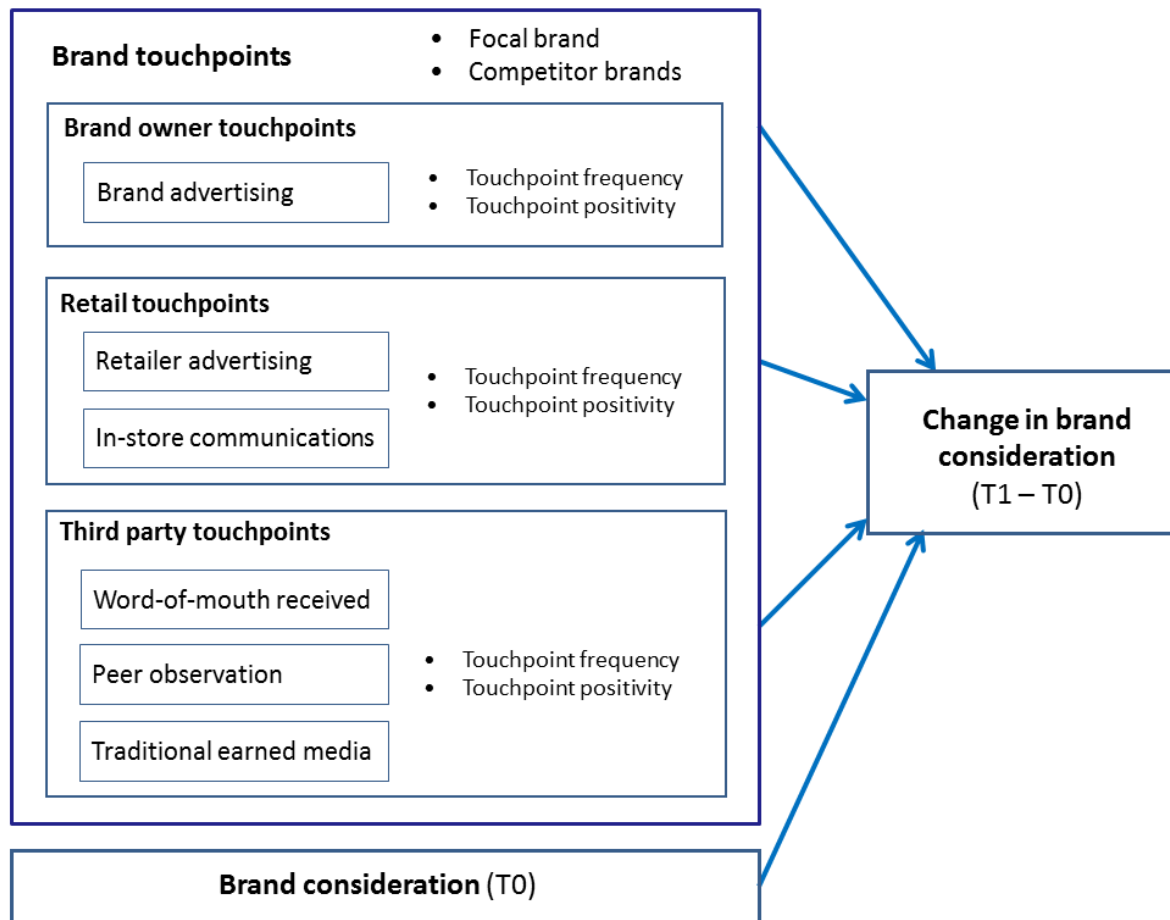 Brand touchpoints
• Focal brand
• Competitor brands
Brand owner touchpoints
Brand advertising
• Touchpoint frequency
• Touchpoint positivity
Retail touchpoints
Retailer advertising
In-store communications
• Touchpoint frequency
• Touchpoint positivity
Third party touchpoints
Word-of-mouth received
Peer observation
Traditional earned media
• Touchpoint frequency
• Touchpoint positivity
Brand consideration (T0)
Change in brand
consideration
(T1 – T0)